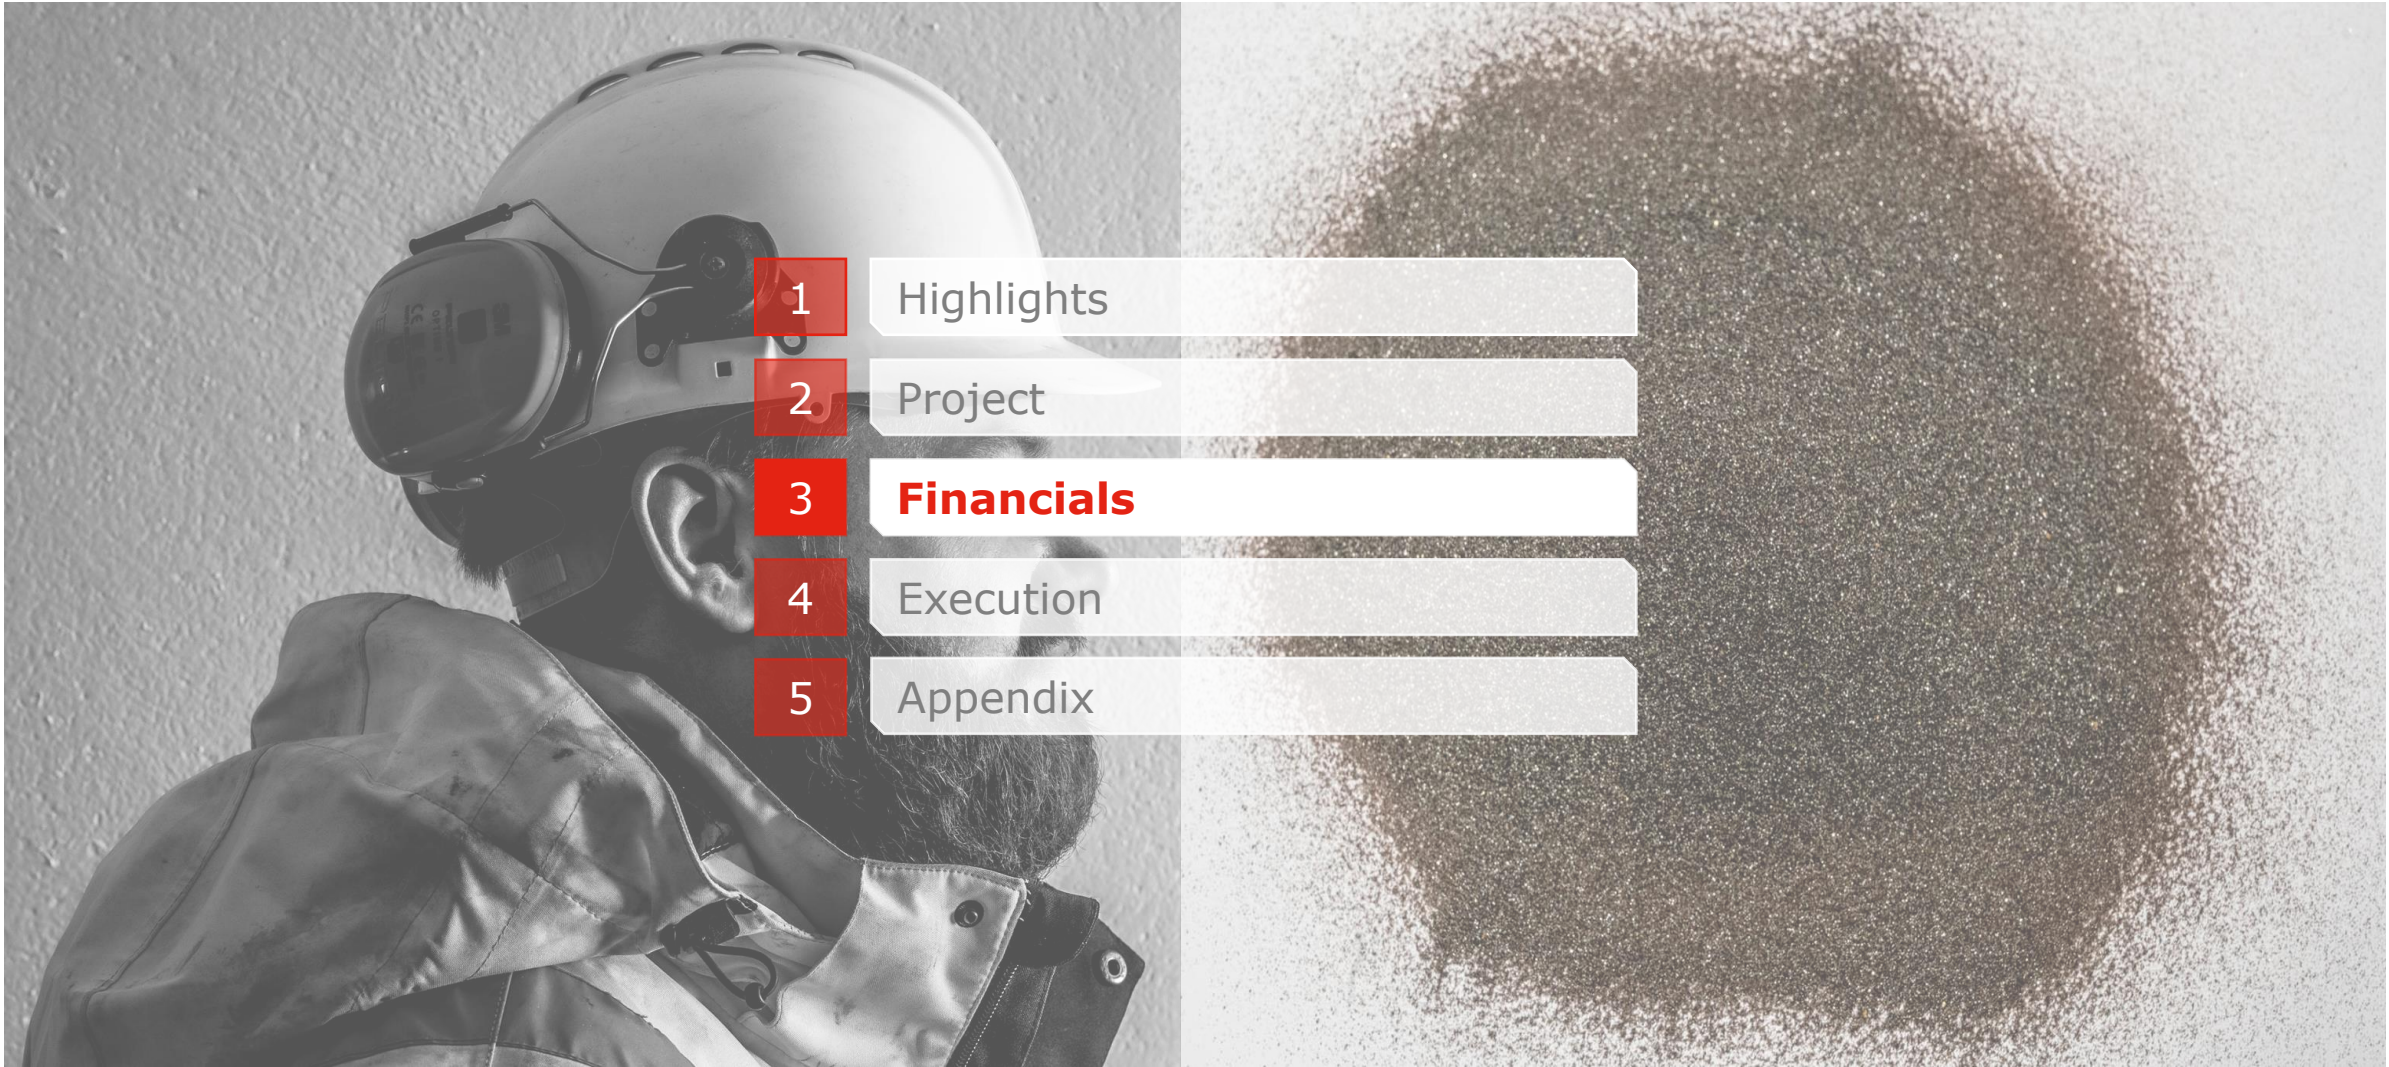 1 Highlights
2 Project
3 Financials
4 Execution
5 Appendix